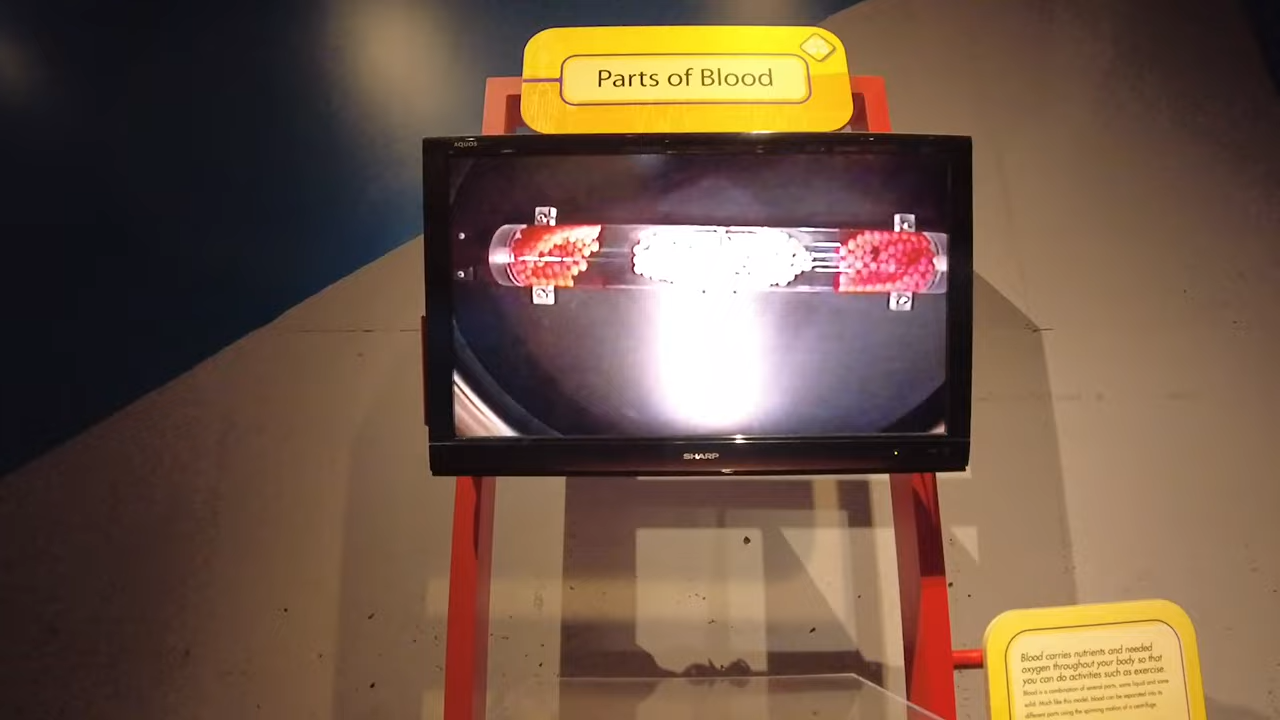 Parts of Blood
AQUOS
SHARP
Blood carries nutrients and needed
oxygen throughout your body so that
you can do activities such as exercise.
Blood is a combination of several parts, some liquid and some
solid. Much like this model, blood can be separated into its
different parts using the spinning motion of a centrifuge.